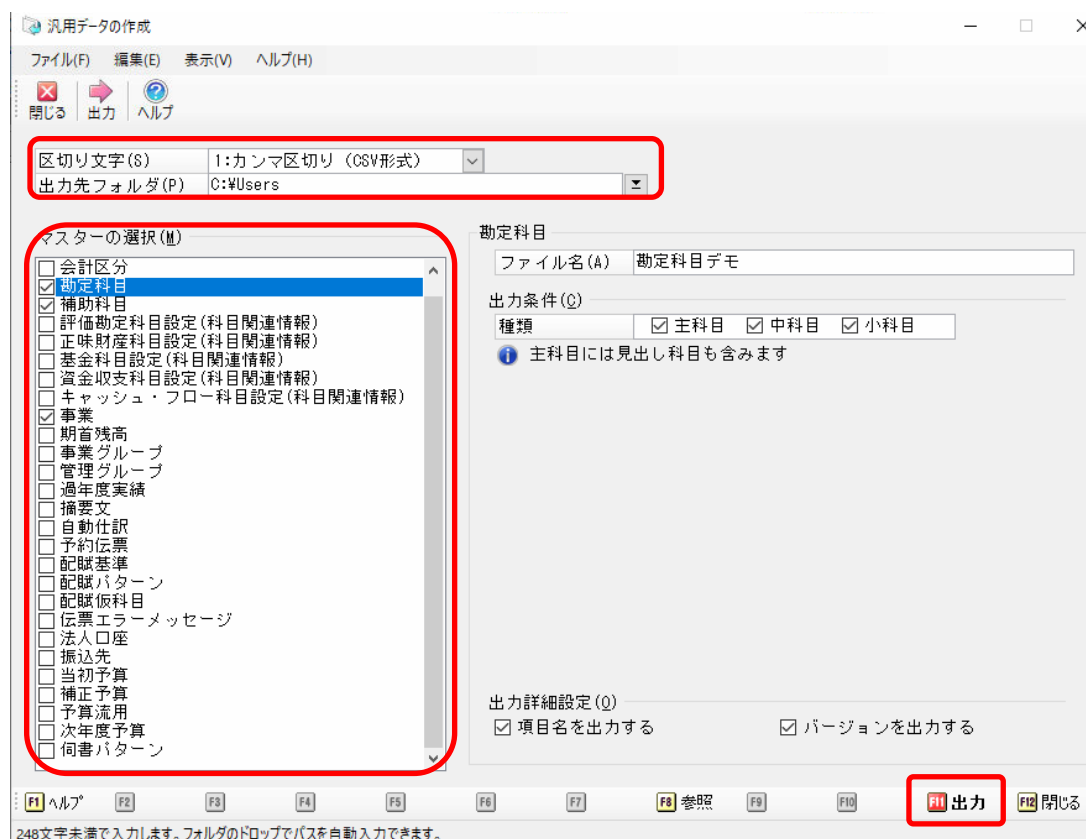 汎用データの作成
ファイル(F) 編集(E) 表示(V) ヘルプ(H)
閉じる 出力 ヘルプ
区切り文字(S) 1:カンマ区切り (CSV形式)
出力先フォルダ(P) C:¥Users
マスターの選択(M)
会計区分
勘定科目
補助科目
評価勘定科目設定(科目関連情報)
正味財産科目設定(科目関連情報)
基金科目設定(科目関連情報)
資金収支科目設定(科目関連情報)
キャッシュ・フロー科目設定(科目関連情報)
事業
期首残高
事業グループ
管理グループ
過年度実績
摘要文
自動仕訳
予約伝票
配賦基準
配賦パターン
配賦仮科目
伝票エラーメッセージ
法人口座
振込先
当初予算
補正予算
予算流用
次年度予算
伺書パターン
勘定科目
ファイル名(A) 勘定科目デモ
出力条件(C)
種類 主科目 中科目 小科目
主科目には見出し科目も含みます
出力詳細設定(O)
項目名を出力する バージョンを出力する
F1 ヘルプ F2 F3 F4 F5 F6 F7 F8 参照 F9 F10 F11 出力 F12 閉じる
248文字未満で入力します。フォルダのドロップでパスを自動入力できます。